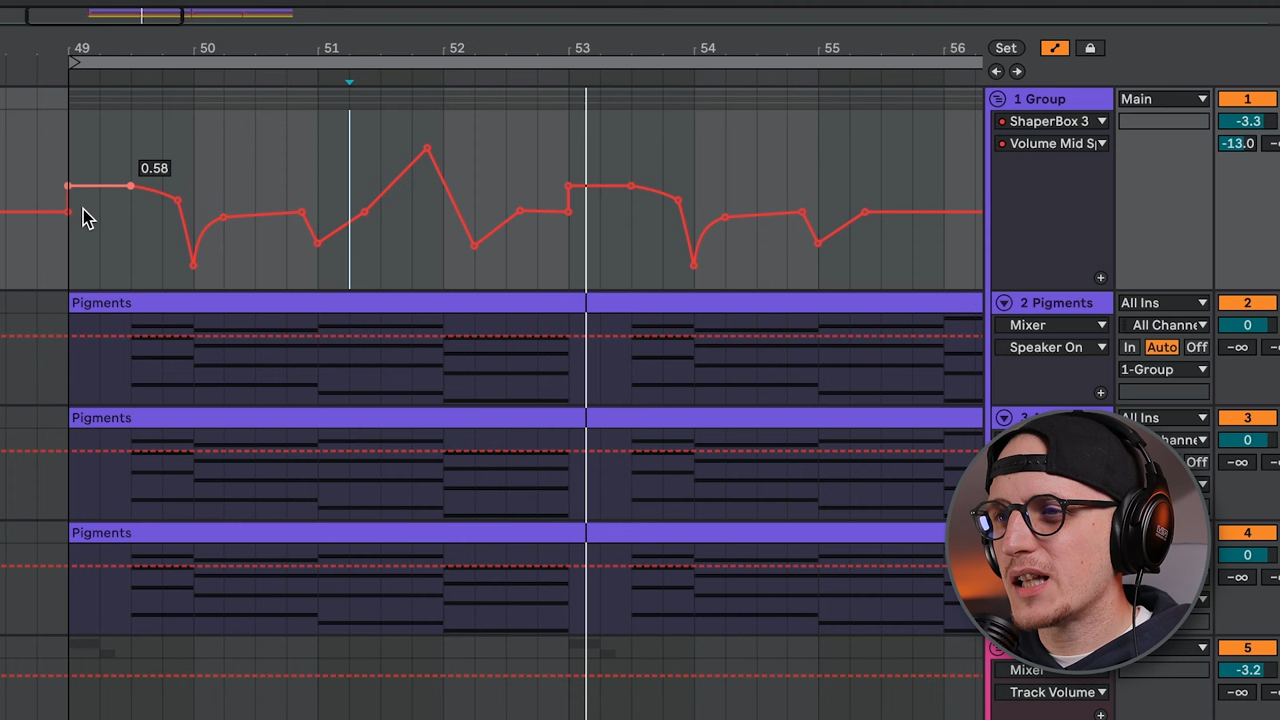 49 50 51 52 53 54 55 56 Set
1 Group Main 1
ShaperBox 3 -3.3
Volume Mid S -13.0
0.58
Pigments 2 Pigments All Ins 2
Mixer All Channe 0
Speaker On In Auto Off -∞
1-Group
Pigments All Ins 3
hanne 0
Off -∞
Pigments 4
0
-∞
5
Mixer -3.2
Track Volume -∞